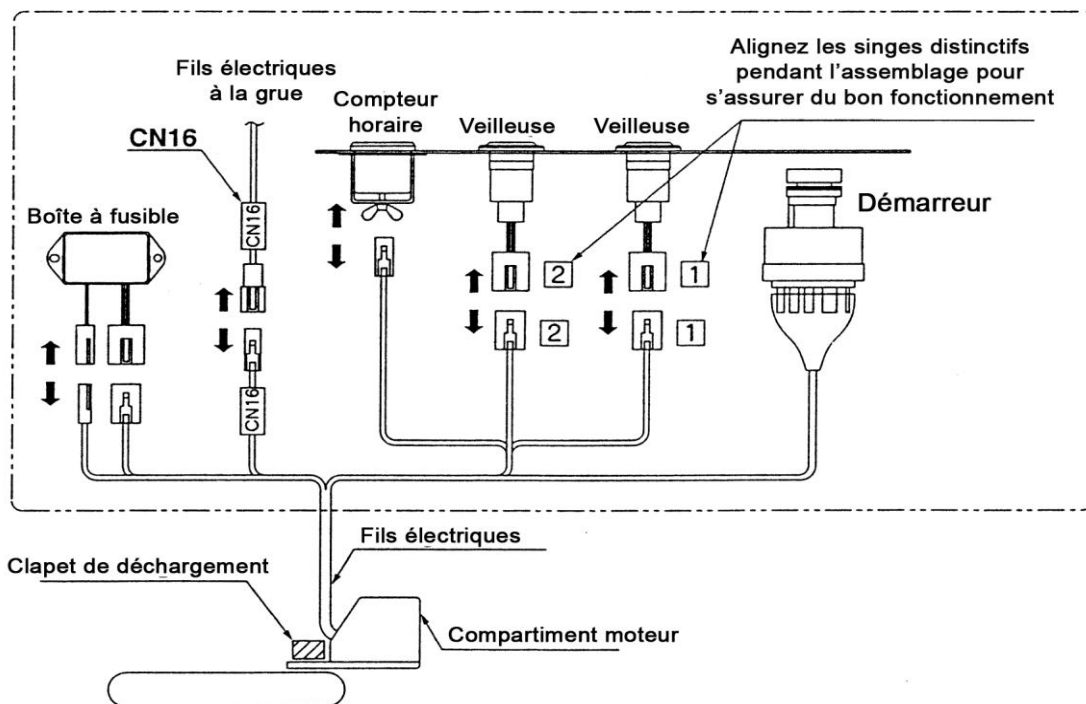 Alignez les singes distinctifs
pendant l'assemblage pour
s'assurer du bon fonctionnement
Fils électriques
à la grue
Compteur
horaire
Veilleuse
Veilleuse
CN16
Boîte à fusible
Démarreur
CN16
2
1
2
1
CN16
Fils électriques
Clapet de déchargement
Compartiment moteur